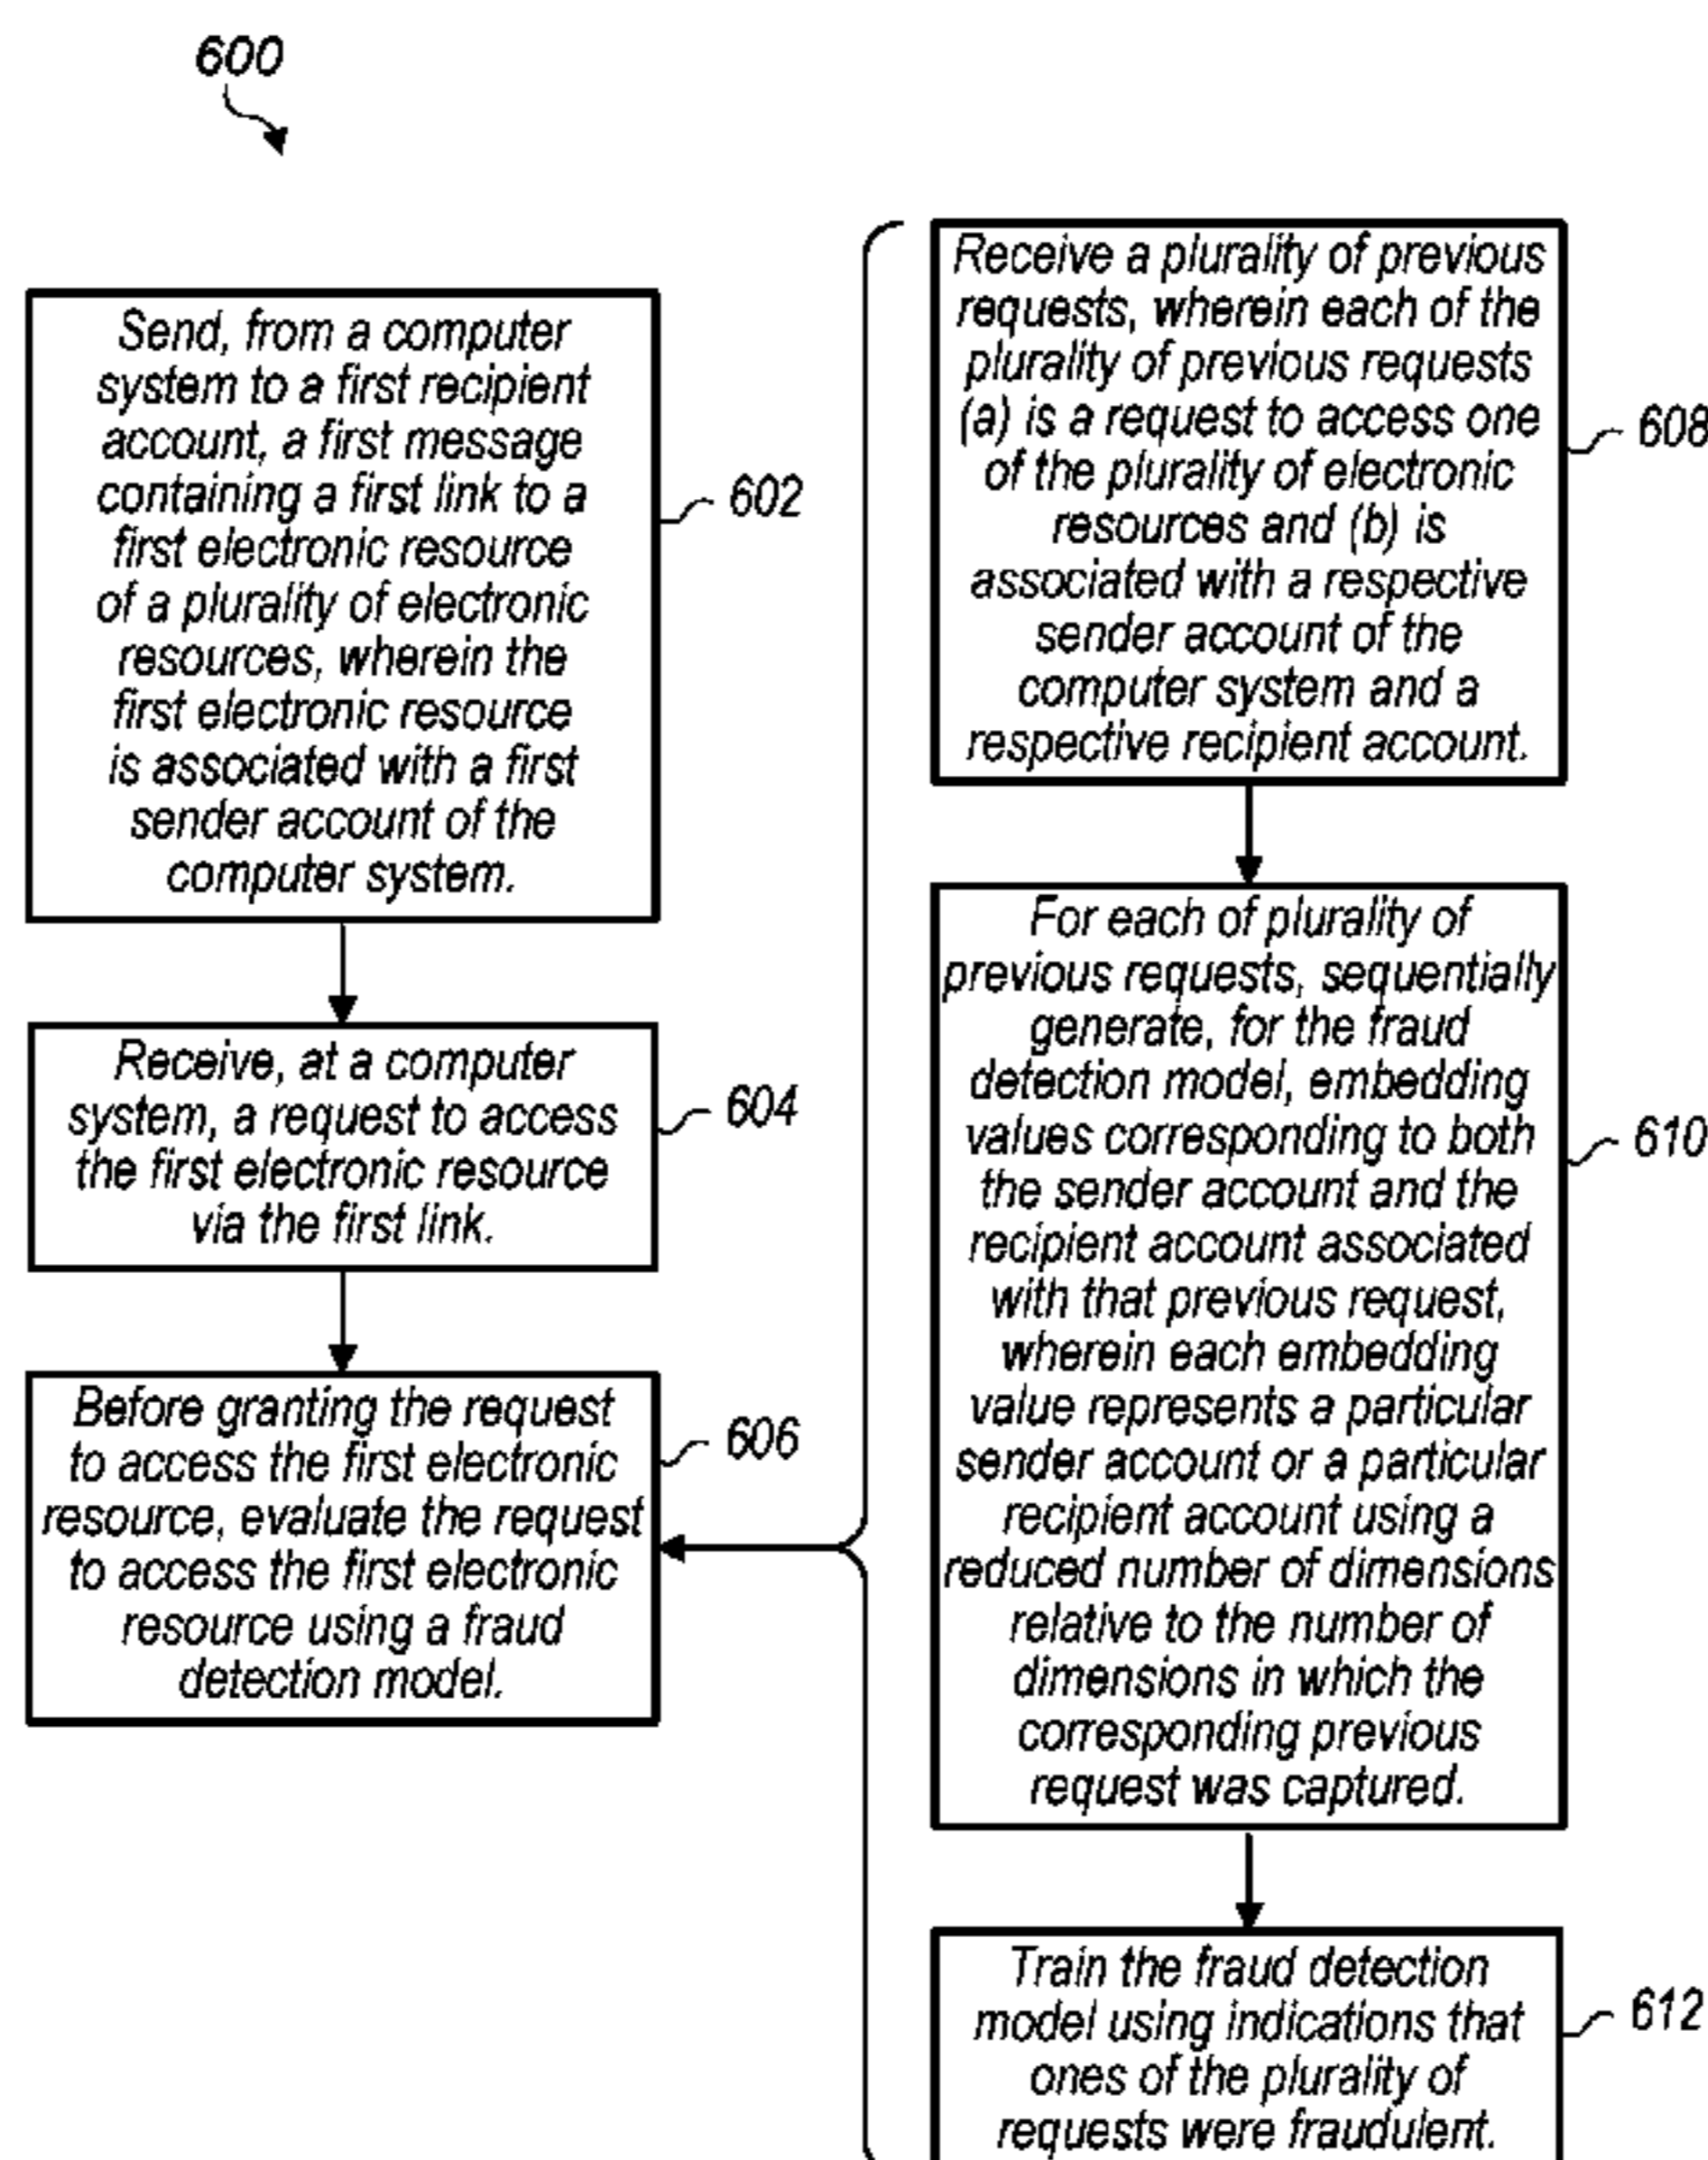 600
Send, from a computer
system to a first recipient
account, a first message
containing a first link to a
first electronic resource
of a plurality of electronic
resources, wherein the
first electronic resource
is associated with a first
sender account of the
computer system.
602
Receive, at a computer
system, a request to access
the first electronic resource
via the first link.
604
Before granting the request
to access the first electronic
resource, evaluate the request
to access the first electronic
resource using a fraud
detection model.
606
Receive a plurality of previous
requests, wherein each of the
plurality of previous requests
(a) is a request to access one
of the plurality of electronic
resources and (b) is
associated with a respective
sender account of the
computer system and a
respective recipient account.
608
For each of plurality of
previous requests, sequentially
generate, for the fraud
detection model, embedding
values corresponding to both
the sender account and the
recipient account associated
with that previous request,
wherein each embedding
value represents a particular
sender account or a particular
recipient account using a
reduced number of dimensions
relative to the number of
dimensions in which the
corresponding previous
request was captured.
610
Train the fraud detection
model using indications that
ones of the plurality of
requests were fraudulent.
612